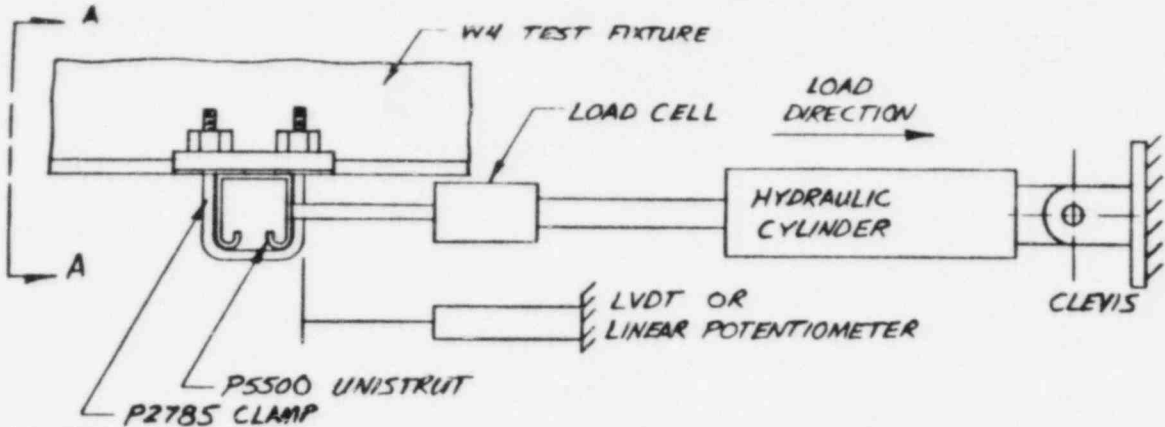 A
W4 TEST FIXTURE
LOAD CELL
LOAD
DIRECTION
HYDRAULIC
CYLINDER
A
CLEVIS
LVDT OR
LINEAR POTENTIOMETER
P5500 UNISTRUT
P2785 CLAMP